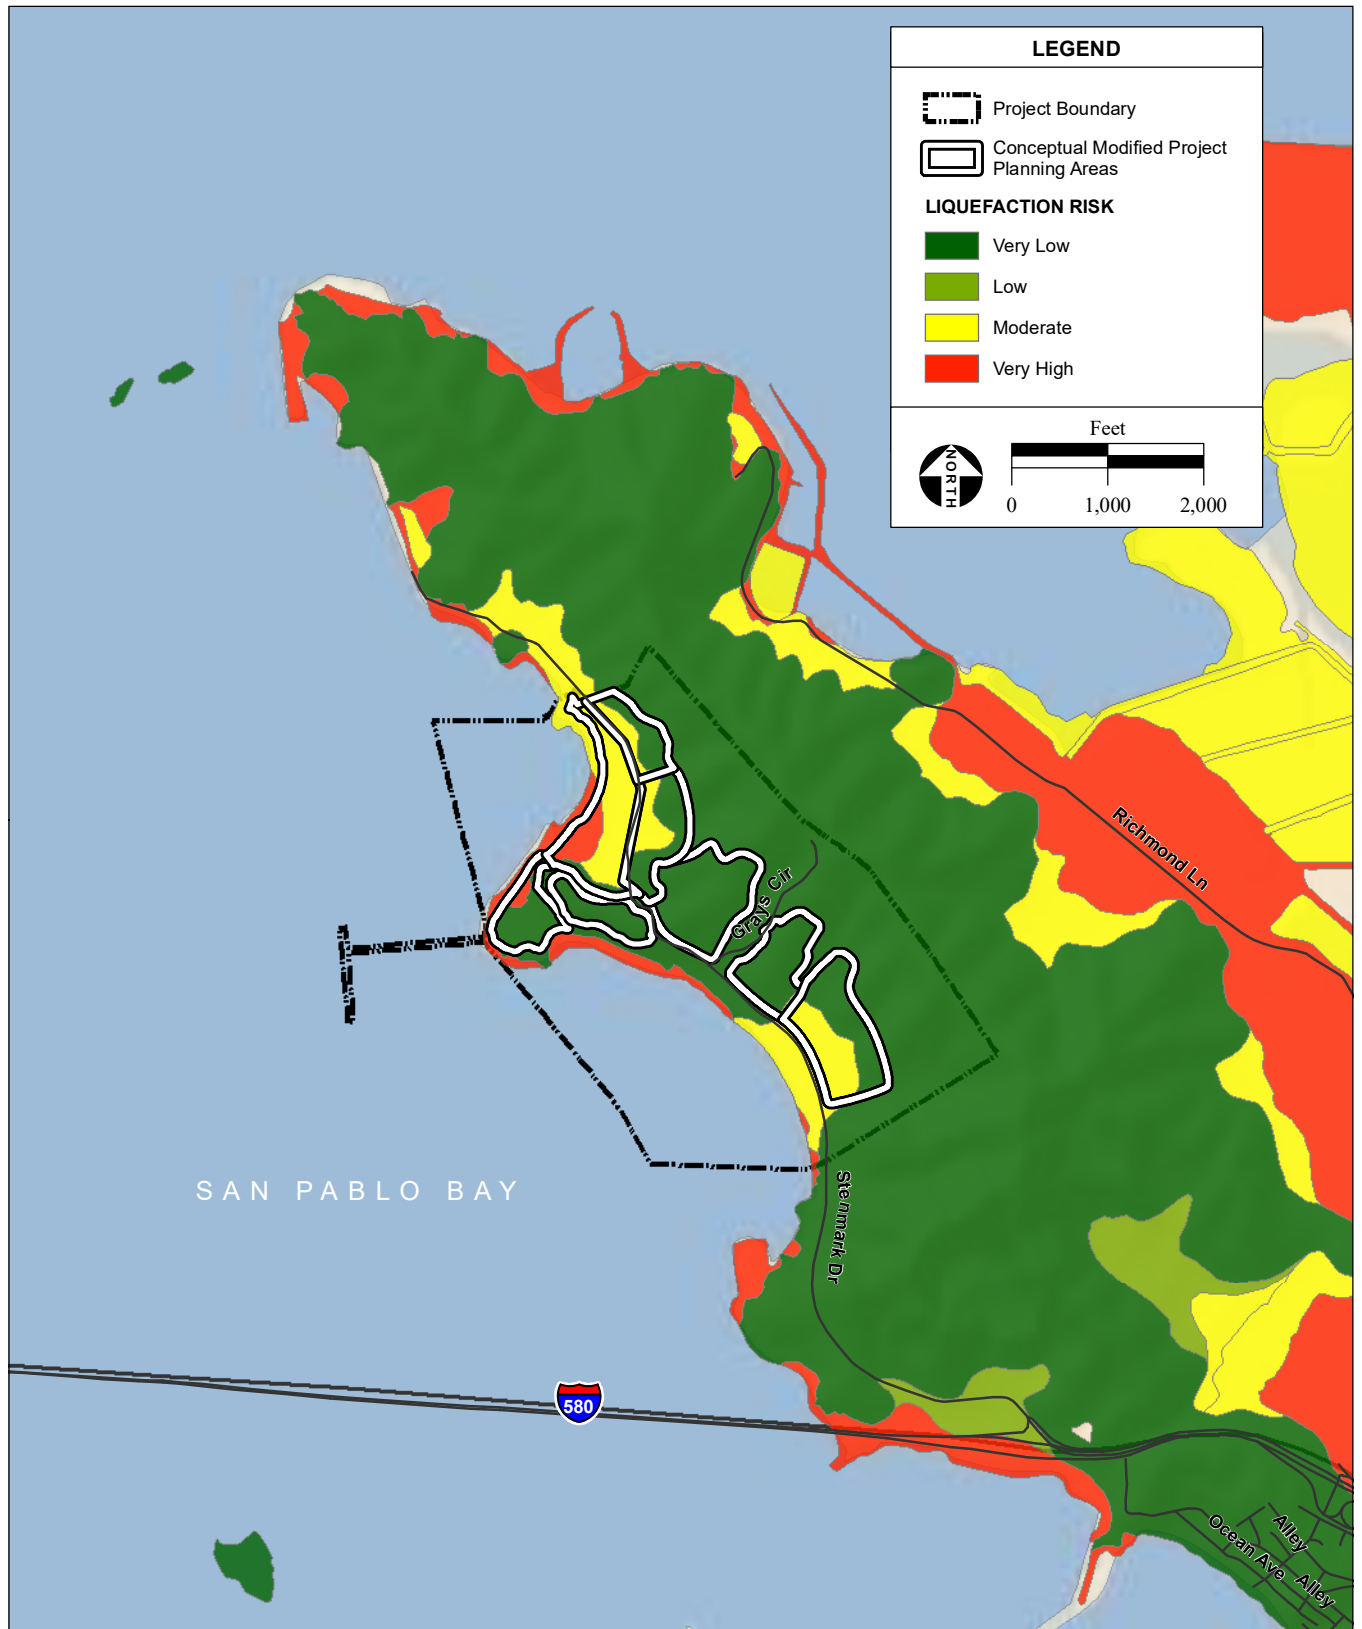 LEGEND
Project Boundary
Conceptual Modified Project
Planning Areas
LIQUEFACTION RISK
Very Low
Low
Moderate
Very High
Feet
NORTH
0 1,000 2,000
Richmond Ln
Grays Cir
Stenmark Dr
SAN PABLO BAY
580
Ocean Ave
Alley
Alley